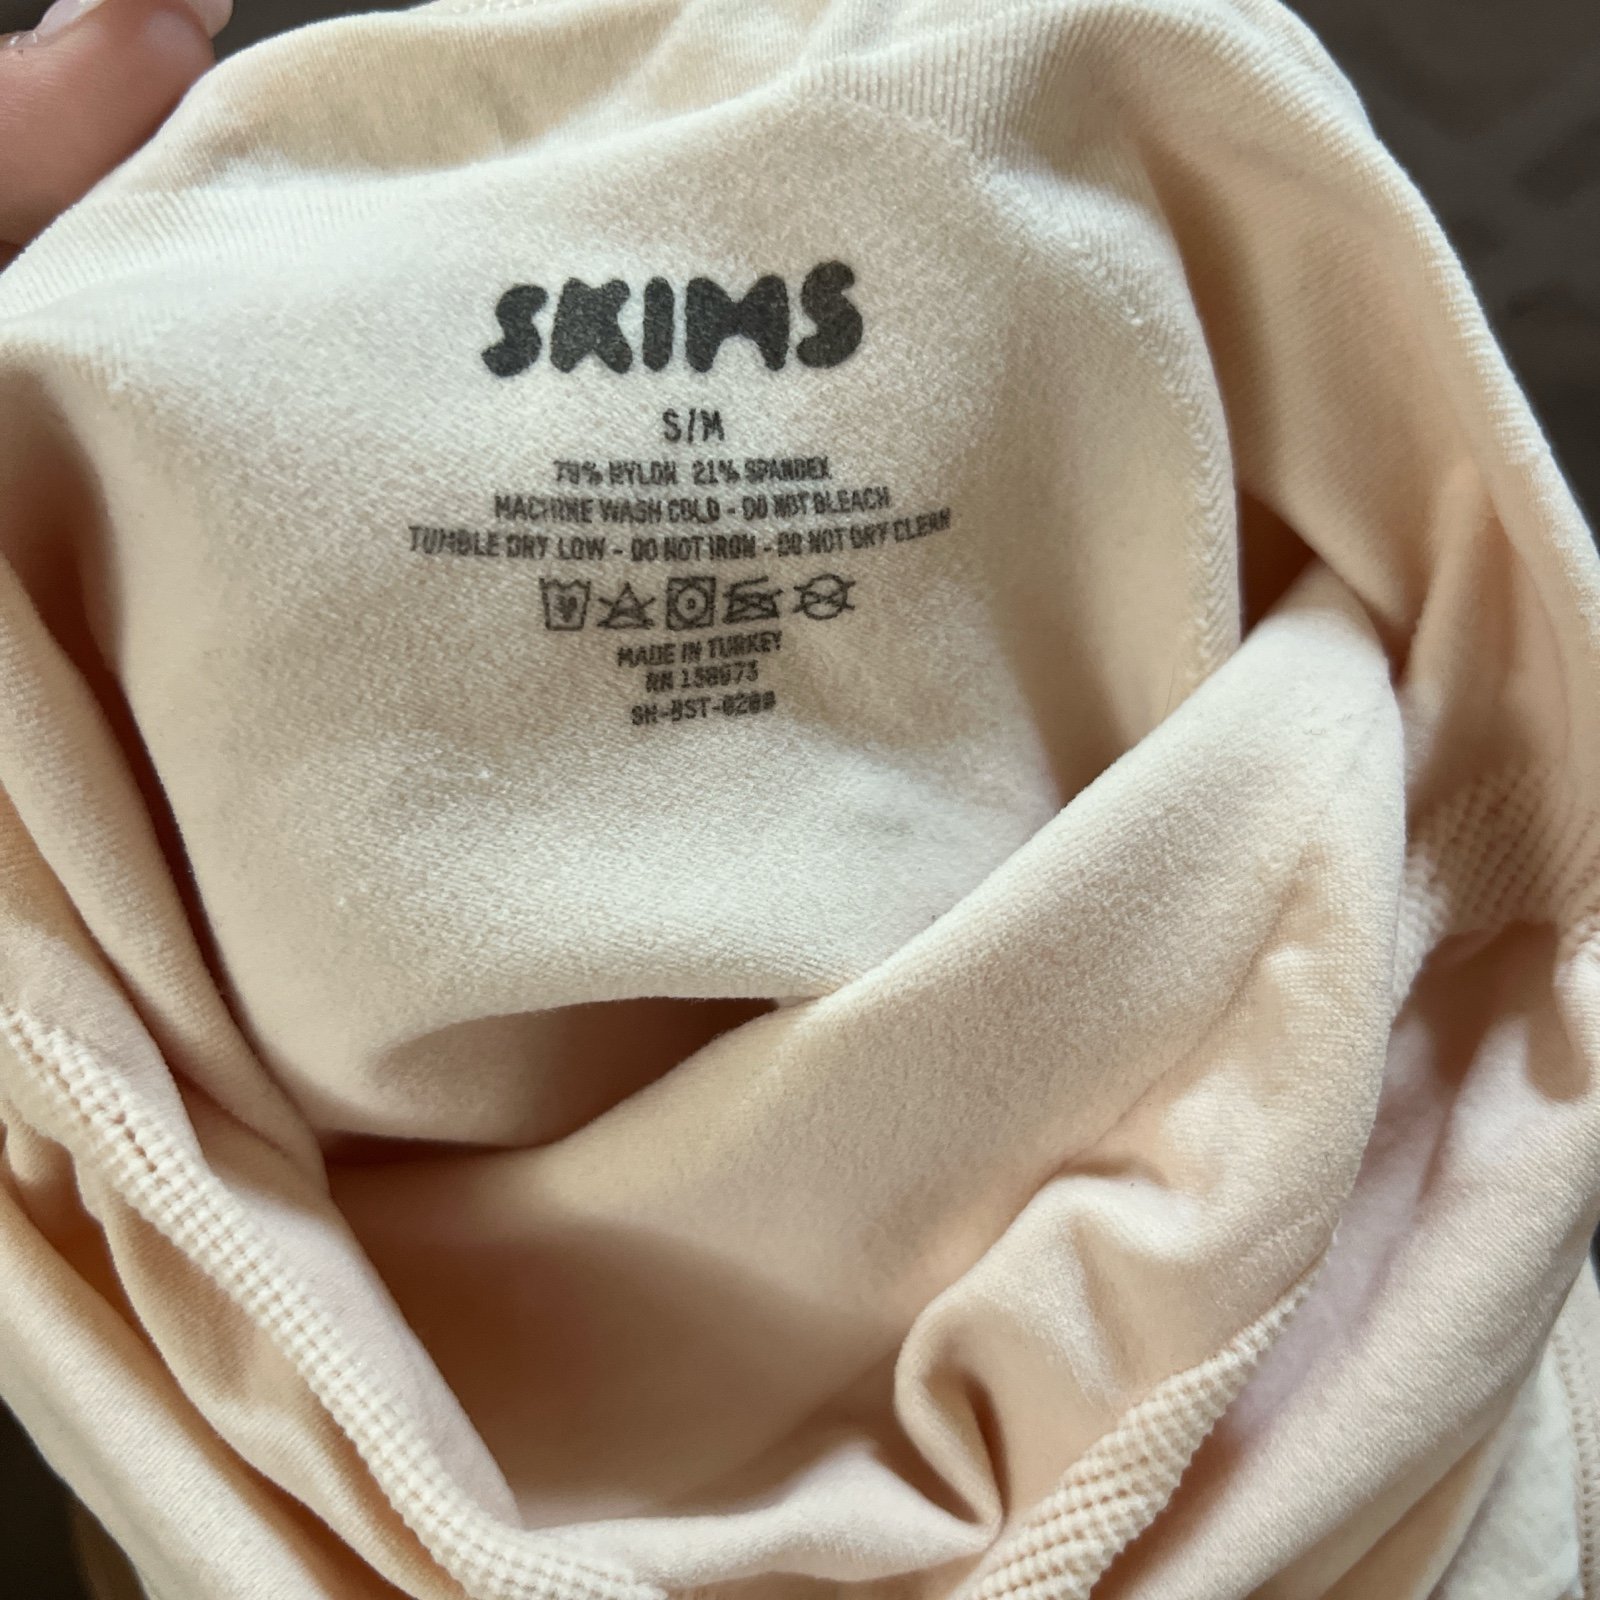 SKIMS
S/M
79% NYLON 21% SPANDEX
MACHINE WASH COLD - DO NOT BLEACH
TUMBLE DRY LOW - DO NOT IRON - DO NOT DRY CLEAN
MADE IN TURKEY
RN 158973